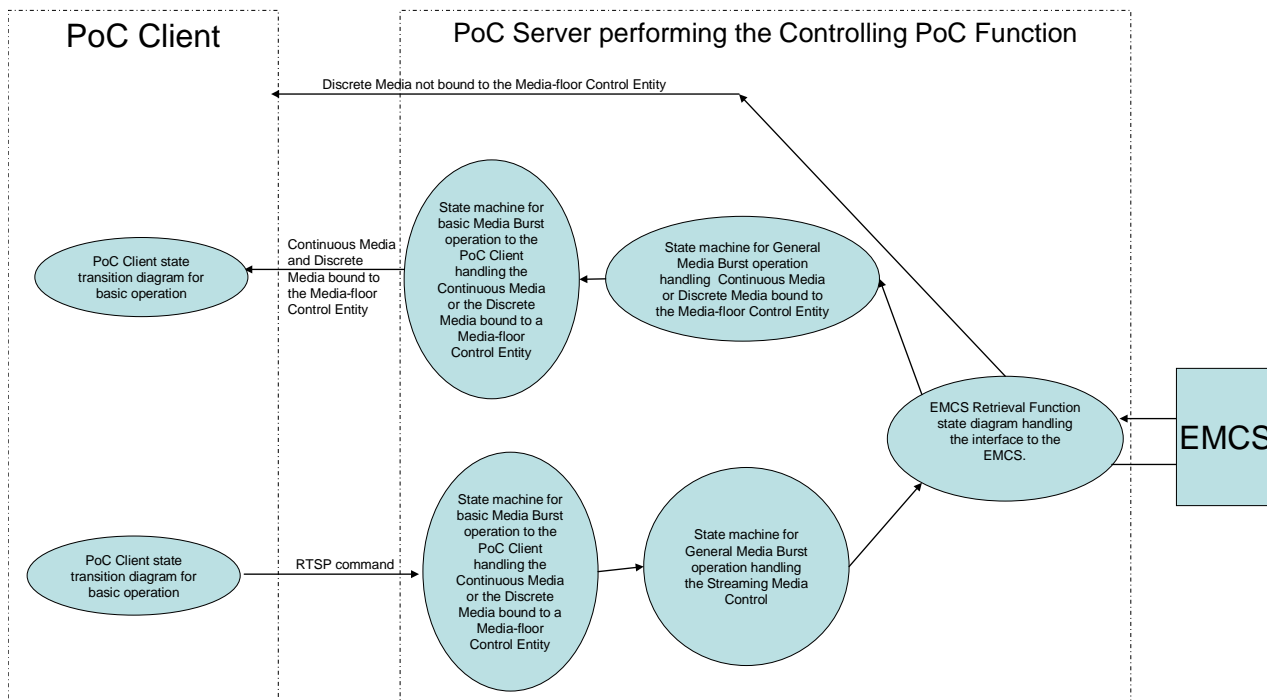 PoC Client
PoC Server performing the Controlling PoC Function
Discrete Media not bound to the Media-floor Control Entity
PoC Client state
transition diagram for
basic operation
Continuous Media
and Discrete
Media bound to
the Media-floor
Control Entity
State machine for
basic Media Burst
operation to the
PoC Client
handling the
Continuous Media
or the Discrete
Media bound to a
Media-floor
Control Entity
State machine for General
Media Burst operation
handling Continuous Media
or Discrete Media bound to
the Media-floor Control Entity
EMCS Retrieval Function
state diagram handling
the interface to the
EMCS.
EMCS
PoC Client state
transition diagram for
basic operation
RTSP command
State machine for
basic Media Burst
operation to the
PoC Client
handling the
Continuous Media
or the Discrete
Media bound to a
Media-floor
Control Entity
State machine for
General Media Burst
operation handling
the Streaming Media
Control